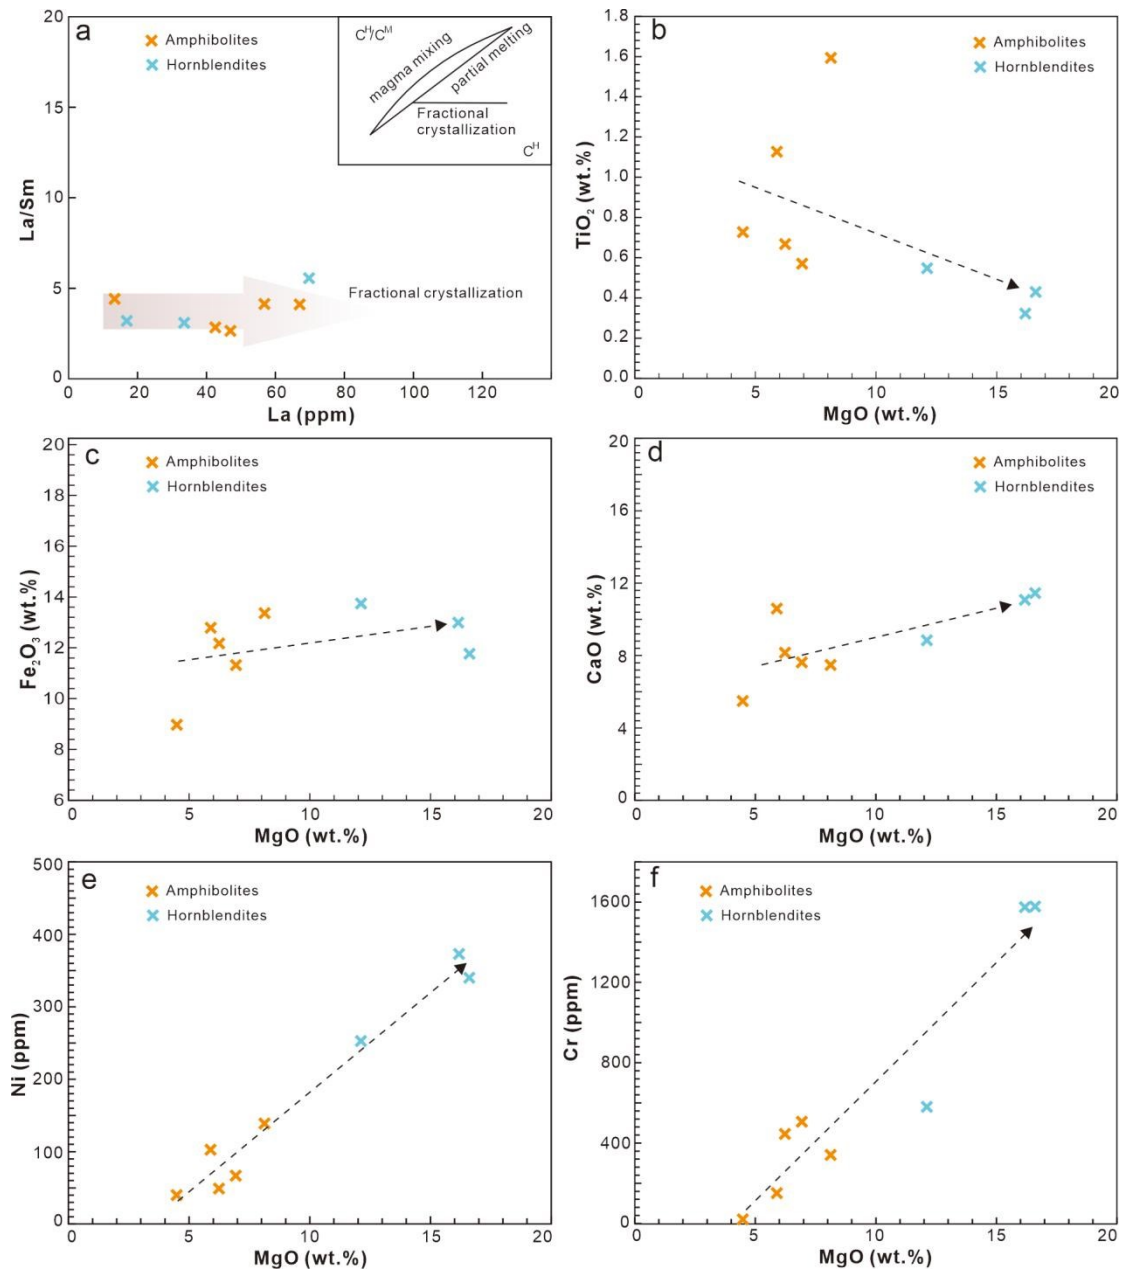 a
Amphibolites
Hornblendites
Cᴴ/Cᴹ
magma mixing
partial melting
Fractional
crystallization
Cᴴ
Fractional crystallization
20
15
10
5
0
La/Sm
0 20 40 60 80 100 120
La (ppm)
b
Amphibolites
Hornblendites
1.8
1.6
1.4
1.2
1.0
0.8
0.6
0.4
0.2
0.0
TiO₂ (wt.%)
0 5 10 15 20
MgO (wt.%)
c
Amphibolites
Hornblendites
20
18
16
14
12
10
8
6
Fe₂O₃ (wt.%)
0 5 10 15 20
MgO (wt.%)
d
Amphibolites
Hornblendites
20
16
12
8
4
0
CaO (wt.%)
0 5 10 15 20
MgO (wt.%)
e
Amphibolites
Hornblendites
500
400
300
200
100
0
Ni (ppm)
0 5 10 15 20
MgO (wt.%)
f
Amphibolites
Hornblendites
1600
1200
800
400
0
Cr (ppm)
0 5 10 15 20
MgO (wt.%)